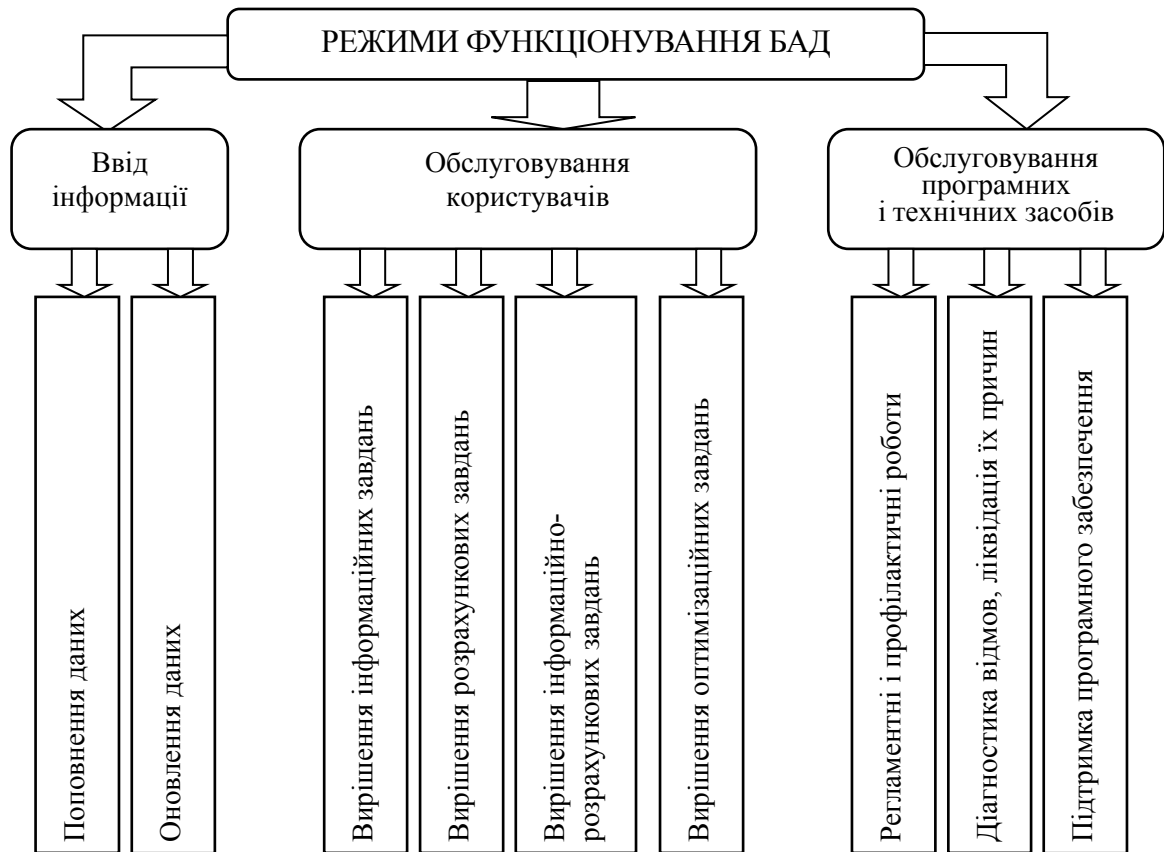 РЕЖИМИ ФУНКЦІОНУВАННЯ БАД
Ввід
інформації
Обслуговування
користувачів
Обслуговування
програмних
і технічних засобів
Поповнення даних
Оновлення даних
Вирішення інформаційних завдань
Вирішення розрахункових завдань
Вирішення інформаційно-
розрахункових завдань
Вирішення оптимізаційних завдань
Регламентні і профілактичні роботи
Діагностика відмов, ліквідація їх причин
Підтримка програмного забезпечення